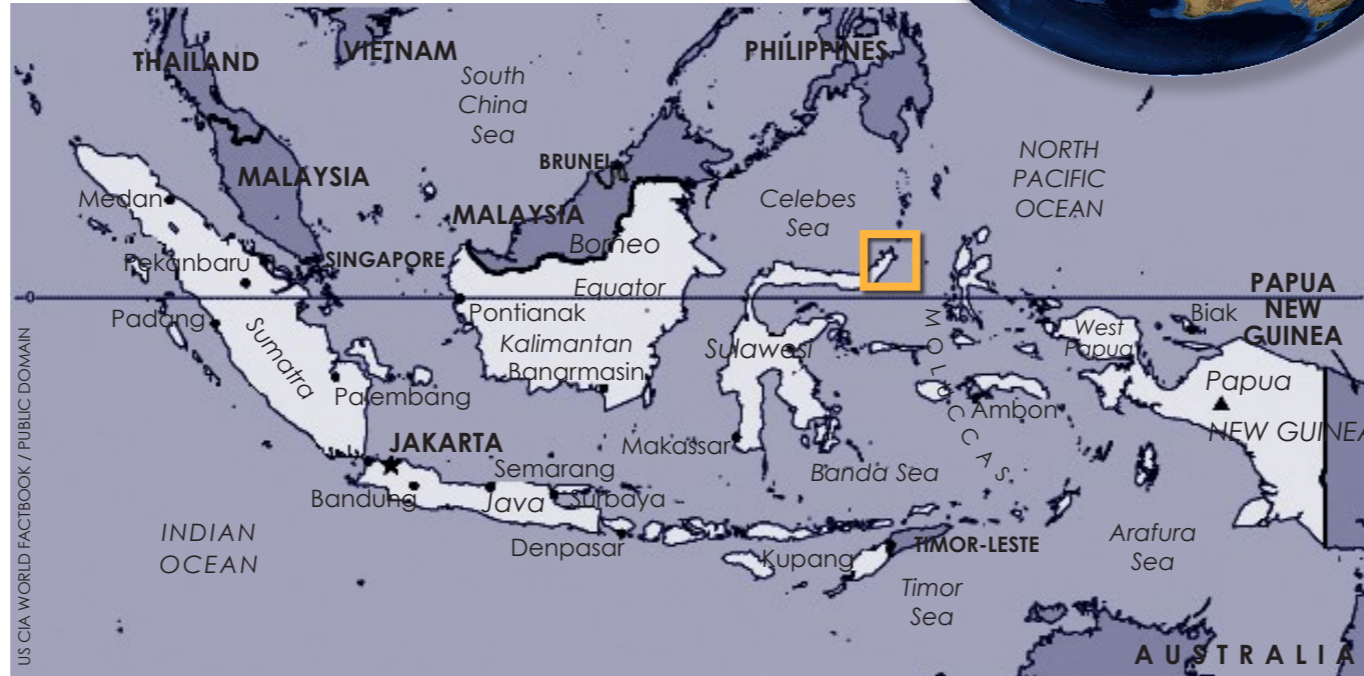 THAILAND
VIETNAM
PHILIPPINES
South
China
Sea
NORTH
PACIFIC
OCEAN
BRUNEI
MALAYSIA
Medan
MALAYSIA
Celebes
Sea
Borneo
Pekanbaru
SINGAPORE
Equator
0
PAPUA
NEW
GUINEA
Padang
Pontianak
Biak
West
Papua
Sumatra
Kalimantan
Sulawesi
MOLUCCAS
Banarmasin
Papua
Palembang
Ambon
NEW GUINEA
JAKARTA
Makassar
Semarang
Banda Sea
Bandung
Java
Surbaya
INDIAN
OCEAN
Denpasar
Kupang
TIMOR-LESTE
Arafura
Sea
Timor
Sea
AUSTRALIA
US CIA WORLD FACTBOOK / PUBLIC DOMAIN